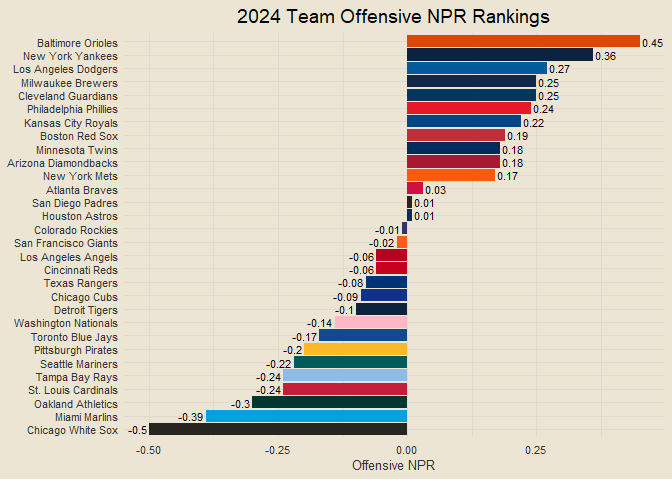 2024 Team Offensive NPR Rankings
Baltimore Orioles 0.45
New York Yankees 0.36
Los Angeles Dodgers 0.27
Milwaukee Brewers 0.25
Cleveland Guardians 0.25
Philadelphia Phillies 0.24
Kansas City Royals 0.22
Boston Red Sox 0.19
Minnesota Twins 0.18
Arizona Diamondbacks 0.18
New York Mets 0.17
Atlanta Braves 0.03
San Diego Padres 0.01
Houston Astros 0.01
Colorado Rockies -0.01
San Francisco Giants -0.02
Los Angeles Angels -0.06
Cincinnati Reds -0.06
Texas Rangers -0.08
Chicago Cubs -0.09
Detroit Tigers -0.1
Washington Nationals -0.14
Toronto Blue Jays -0.17
Pittsburgh Pirates -0.2
Seattle Mariners -0.22
Tampa Bay Rays -0.24
St. Louis Cardinals -0.24
Oakland Athletics -0.3
Miami Marlins -0.39
Chicago White Sox -0.5
-0.50 -0.25 0.00 0.25
Offensive NPR